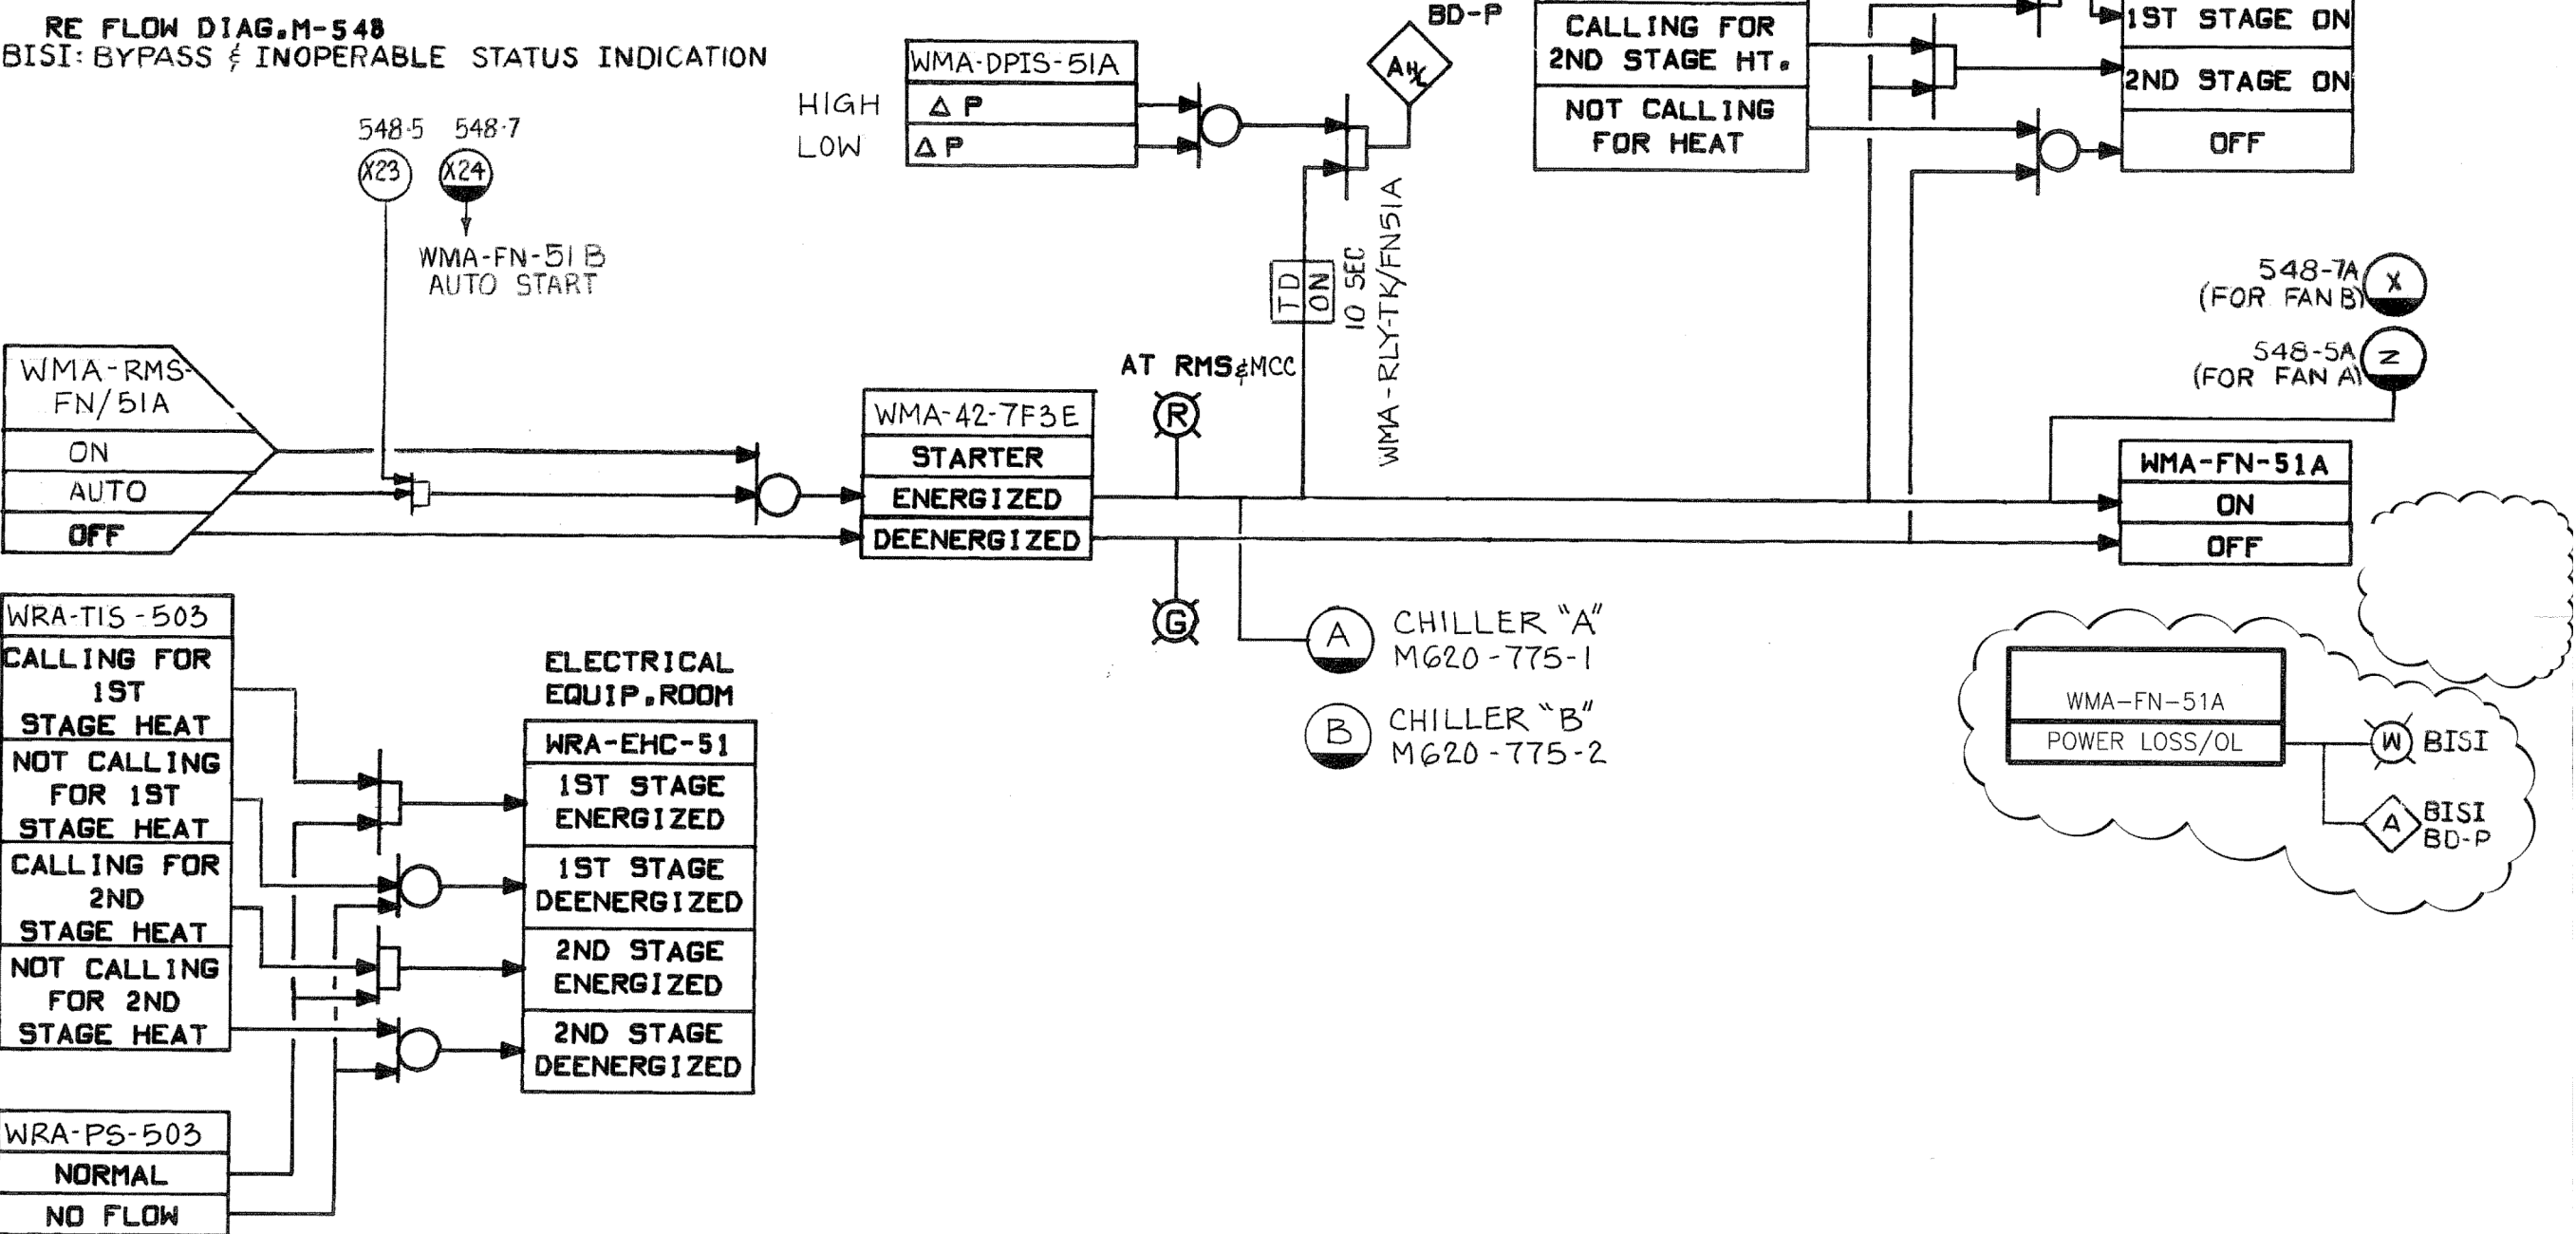 RE FLOW DIAG.M-548
BISI: BYPASS & INOPERABLE STATUS INDICATION
548-5 548-7
X23 X24
WMA-FN-51B
AUTO START
WMA-DPIS-51A
HIGH Δ P
LOW Δ P
BD-P
A H/L
CALLING FOR
2ND STAGE HT.
NOT CALLING
FOR HEAT
1ST STAGE ON
2ND STAGE ON
OFF
TD
ON
10 SEC
WMA-RLY-TK/FN51A
548-7A
(FOR FAN B)
X
548-5A
(FOR FAN A)
Z
WMA-RMS-
FN/51A
ON
AUTO
OFF
WMA-42-7F3E
STARTER
ENERGIZED
DEENERGIZED
AT RMS&MCC
R
G
WMA-FN-51A
ON
OFF
A
CHILLER "A"
M620-775-1
B
CHILLER "B"
M620-775-2
WMA-FN-51A
POWER LOSS/OL
W BISI
A
BISI
BD-P
WRA-TIS-503
CALLING FOR
1ST
STAGE HEAT
NOT CALLING
FOR 1ST
STAGE HEAT
CALLING FOR
2ND
STAGE HEAT
NOT CALLING
FOR 2ND
STAGE HEAT
ELECTRICAL
EQUIP.ROOM
WRA-EHC-51
1ST STAGE
ENERGIZED
1ST STAGE
DEENERGIZED
2ND STAGE
ENERGIZED
2ND STAGE
DEENERGIZED
WRA-PS-503
NORMAL
NO FLOW